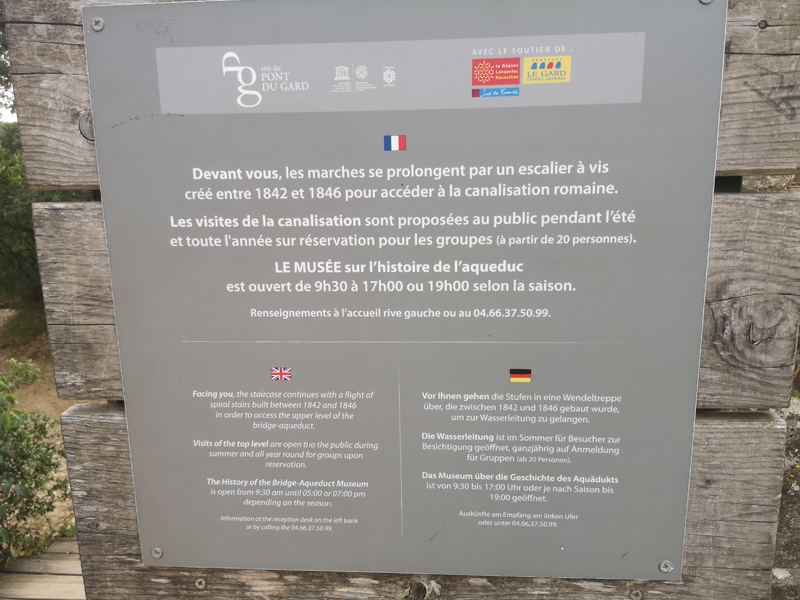 pdg
site du
PONT
DU GARD
AVEC LE SOUTIEN DE :
la Région
Languedoc
Roussillon
Sud de France
LE GARD
CONSEIL GÉNÉRAL
Devant vous, les marches se prolongent par un escalier à vis
créé entre 1842 et 1846 pour accéder à la canalisation romaine.
Les visites de la canalisation sont proposées au public pendant l'été
et toute l'année sur réservation pour les groupes (à partir de 20 personnes).
LE MUSÉE sur l'histoire de l'aqueduc
est ouvert de 9h30 à 17h00 ou 19h00 selon la saison.
Renseignements à l'accueil rive gauche ou au 04.66.37.50.99.
Facing you, the staircase continues with a flight of
spiral stairs built between 1842 and 1846
in order to access the upper level of the
bridge-aqueduct.
Visits of the top level are open to the public during
summer and all year round for groups upon
reservation.
The History of the Bridge-Aqueduct Museum
is open from 9:30 am until 05:00 or 07:00 pm
depending on the season.
Information at the reception desk on the left bank
or by calling the 04.66.37.50.99.
Vor Ihnen gehen die Stufen in eine Wendeltreppe
über, die zwischen 1842 und 1846 gebaut wurde,
um zur Wasserleitung zu gelangen.
Die Wasserleitung ist im Sommer für Besucher zur
Besichtigung geöffnet, ganzjährig auf Anmeldung
für Gruppen (ab 20 Personen).
Das Museum über die Geschichte des Aquädukts
ist von 9:30 bis 17:00 Uhr oder je nach Saison bis
19:00 geöffnet.
Auskünfte am Empfang am linken Ufer
oder unter 04.66.37.50.99.